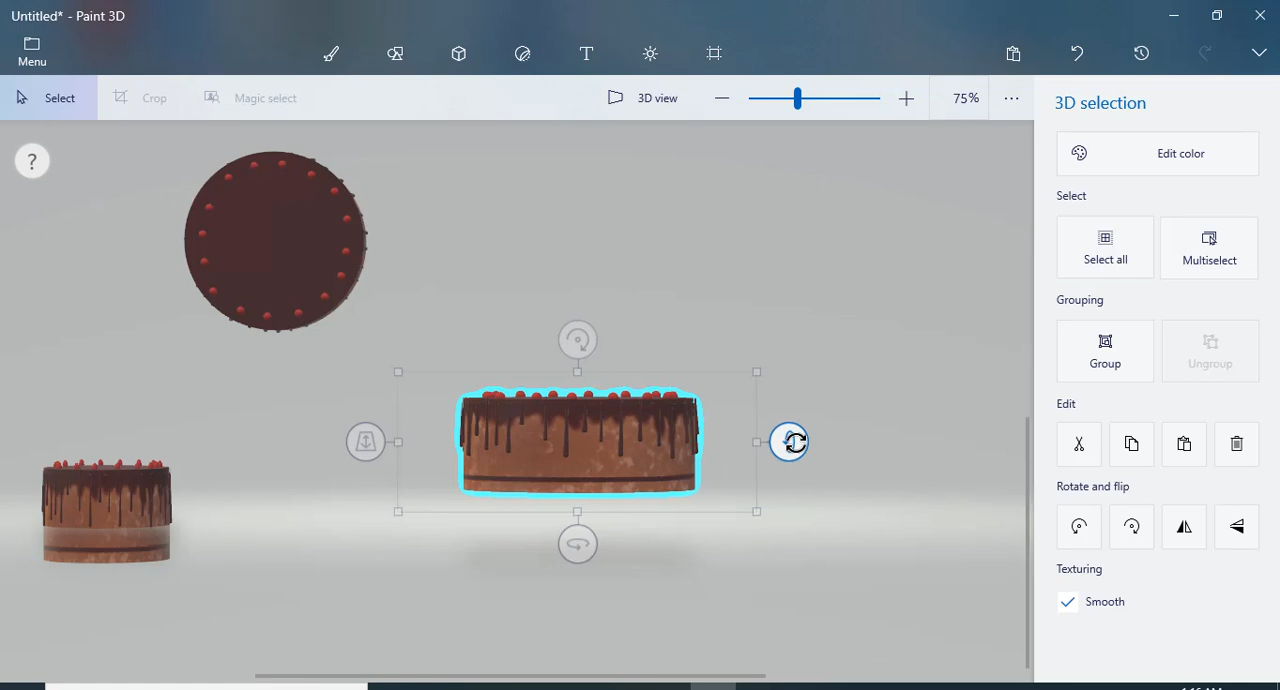 Untitled* - Paint 3D
Menu
Select
Crop
Magic select
3D view
75%
?
3D selection
Edit color
Select
Select all
Multiselect
Grouping
Group
Ungroup
Edit
Rotate and flip
Texturing
Smooth